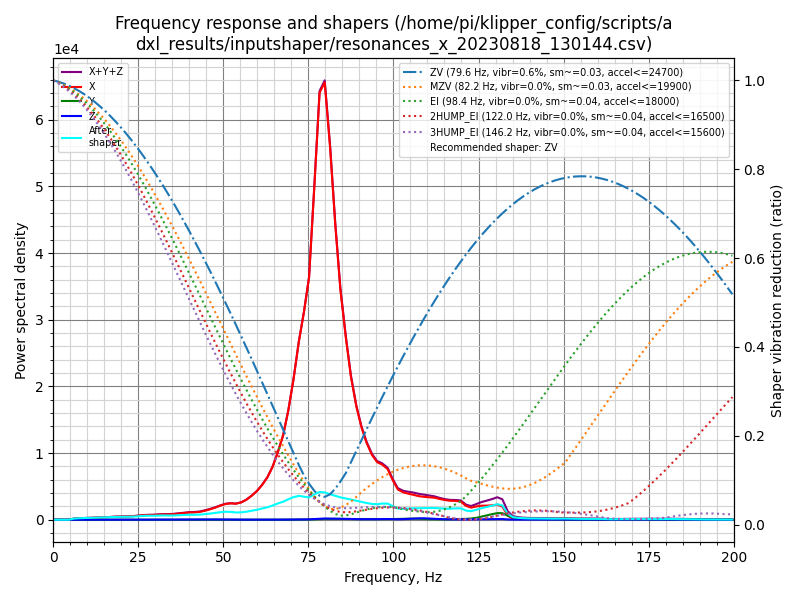 Frequency response and shapers (/home/pi/klipper_config/scripts/a
dxl_results/inputshaper/resonances_x_20230818_130144.csv)
1e4
X+Y+Z
X
Y
Z
After
shaper
ZV (79.6 Hz, vibr=0.6%, sm~=0.03, accel<=24700)
MZV (82.2 Hz, vibr=0.0%, sm~=0.03, accel<=19900)
EI (98.4 Hz, vibr=0.0%, sm~=0.04, accel<=18000)
2HUMP_EI (122.0 Hz, vibr=0.0%, sm~=0.04, accel<=16500)
3HUMP_EI (146.2 Hz, vibr=0.0%, sm~=0.04, accel<=15600)
Recommended shaper: ZV
Power spectral density
6
5
4
3
2
1
0
1.0
0.8
0.6
0.4
0.2
0.0
Shaper vibration reduction (ratio)
0 25 50 75 100 125 150 175 200
Frequency, Hz